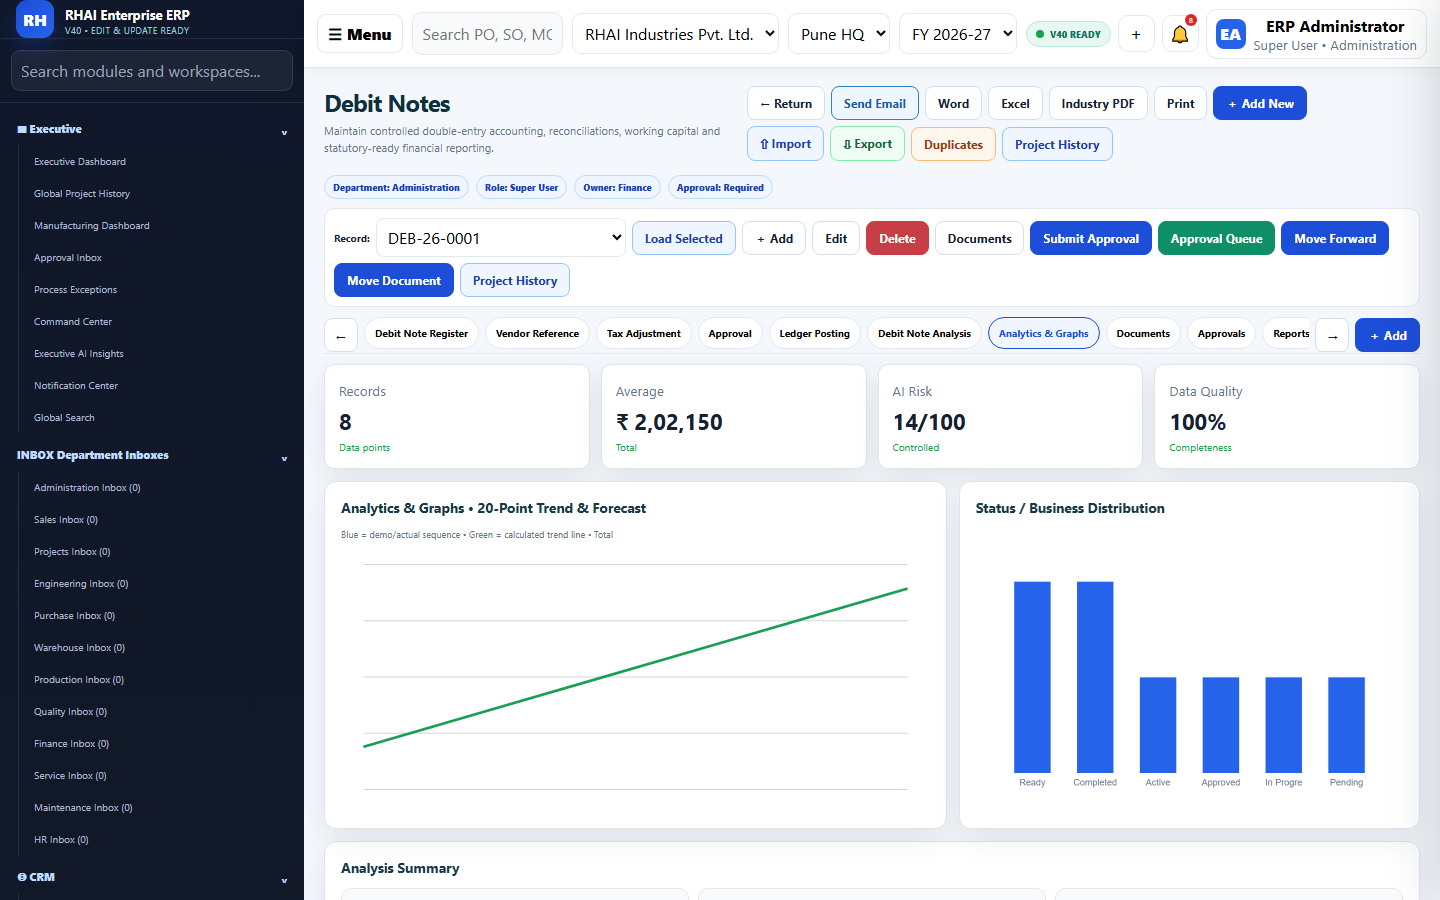 RH
RHAI Enterprise ERP
V40 • EDIT & UPDATE READY
Search modules and workspaces...
Executive
Executive Dashboard
Global Project History
Manufacturing Dashboard
Approval Inbox
Process Exceptions
Command Center
Executive AI Insights
Notification Center
Global Search
INBOX Department Inboxes
Administration Inbox (0)
Sales Inbox (0)
Projects Inbox (0)
Engineering Inbox (0)
Purchase Inbox (0)
Warehouse Inbox (0)
Production Inbox (0)
Quality Inbox (0)
Finance Inbox (0)
Service Inbox (0)
Maintenance Inbox (0)
HR Inbox (0)
CRM
☰ Menu
Search PO, SO, MC
RHAI Industries Pvt. Ltd.
Pune HQ
FY 2026-27
V40 READY
+
8
EA
ERP Administrator
Super User • Administration
Debit Notes
Maintain controlled double-entry accounting, reconciliations, working capital and
statutory-ready financial reporting.
← Return
Send Email
Word
Excel
Industry PDF
Print
+ Add New
⇧ Import
⇩ Export
Duplicates
Project History
Department: Administration
Role: Super User
Owner: Finance
Approval: Required
Record:
DEB-26-0001
Load Selected
+ Add
Edit
Delete
Documents
Submit Approval
Approval Queue
Move Forward
Move Document
Project History
←
Debit Note Register
Vendor Reference
Tax Adjustment
Approval
Ledger Posting
Debit Note Analysis
Analytics & Graphs
Documents
Approvals
Reports
→
+ Add
Records
8
Data points
Average
₹ 2,02,150
Total
AI Risk
14/100
Controlled
Data Quality
100%
Completeness
Analytics & Graphs • 20-Point Trend & Forecast
Blue = demo/actual sequence • Green = calculated trend line • Total
Status / Business Distribution
Ready
Completed
Active
Approved
In Progre
Pending
Analysis Summary